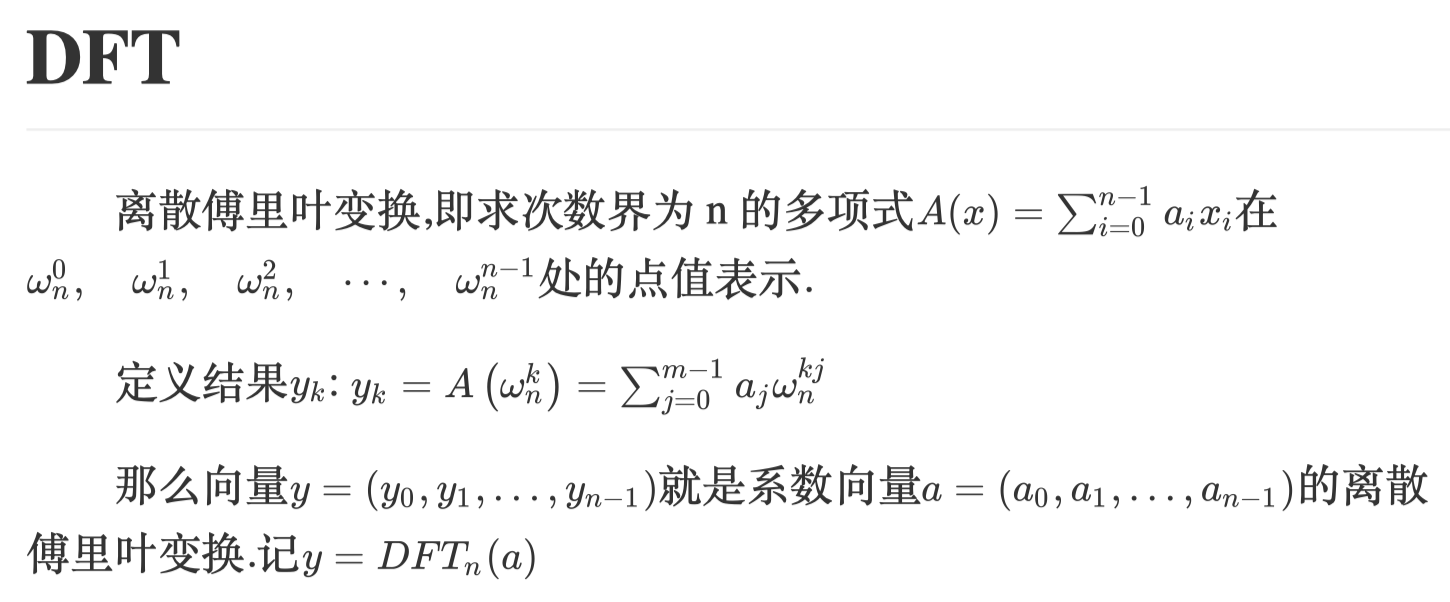 DFT
离散傅里叶变换,即求次数界为 n 的多项式$A(x) = \sum_{i=0}^{n-1} a_i x_i$在
$\omega_n^0, \quad \omega_n^1, \quad \omega_n^2, \quad \cdots, \quad \omega_n^{n-1}$处的点值表示.
定义结果$y_k$: $y_k = A\left(\omega_n^k\right) = \sum_{j=0}^{m-1} a_j \omega_n^{kj}$
那么向量$y = (y_0, y_1, \ldots, y_{n-1})$就是系数向量$a = (a_0, a_1, \ldots, a_{n-1})$的离散
傅里叶变换.记$y = DFT_n(a)$